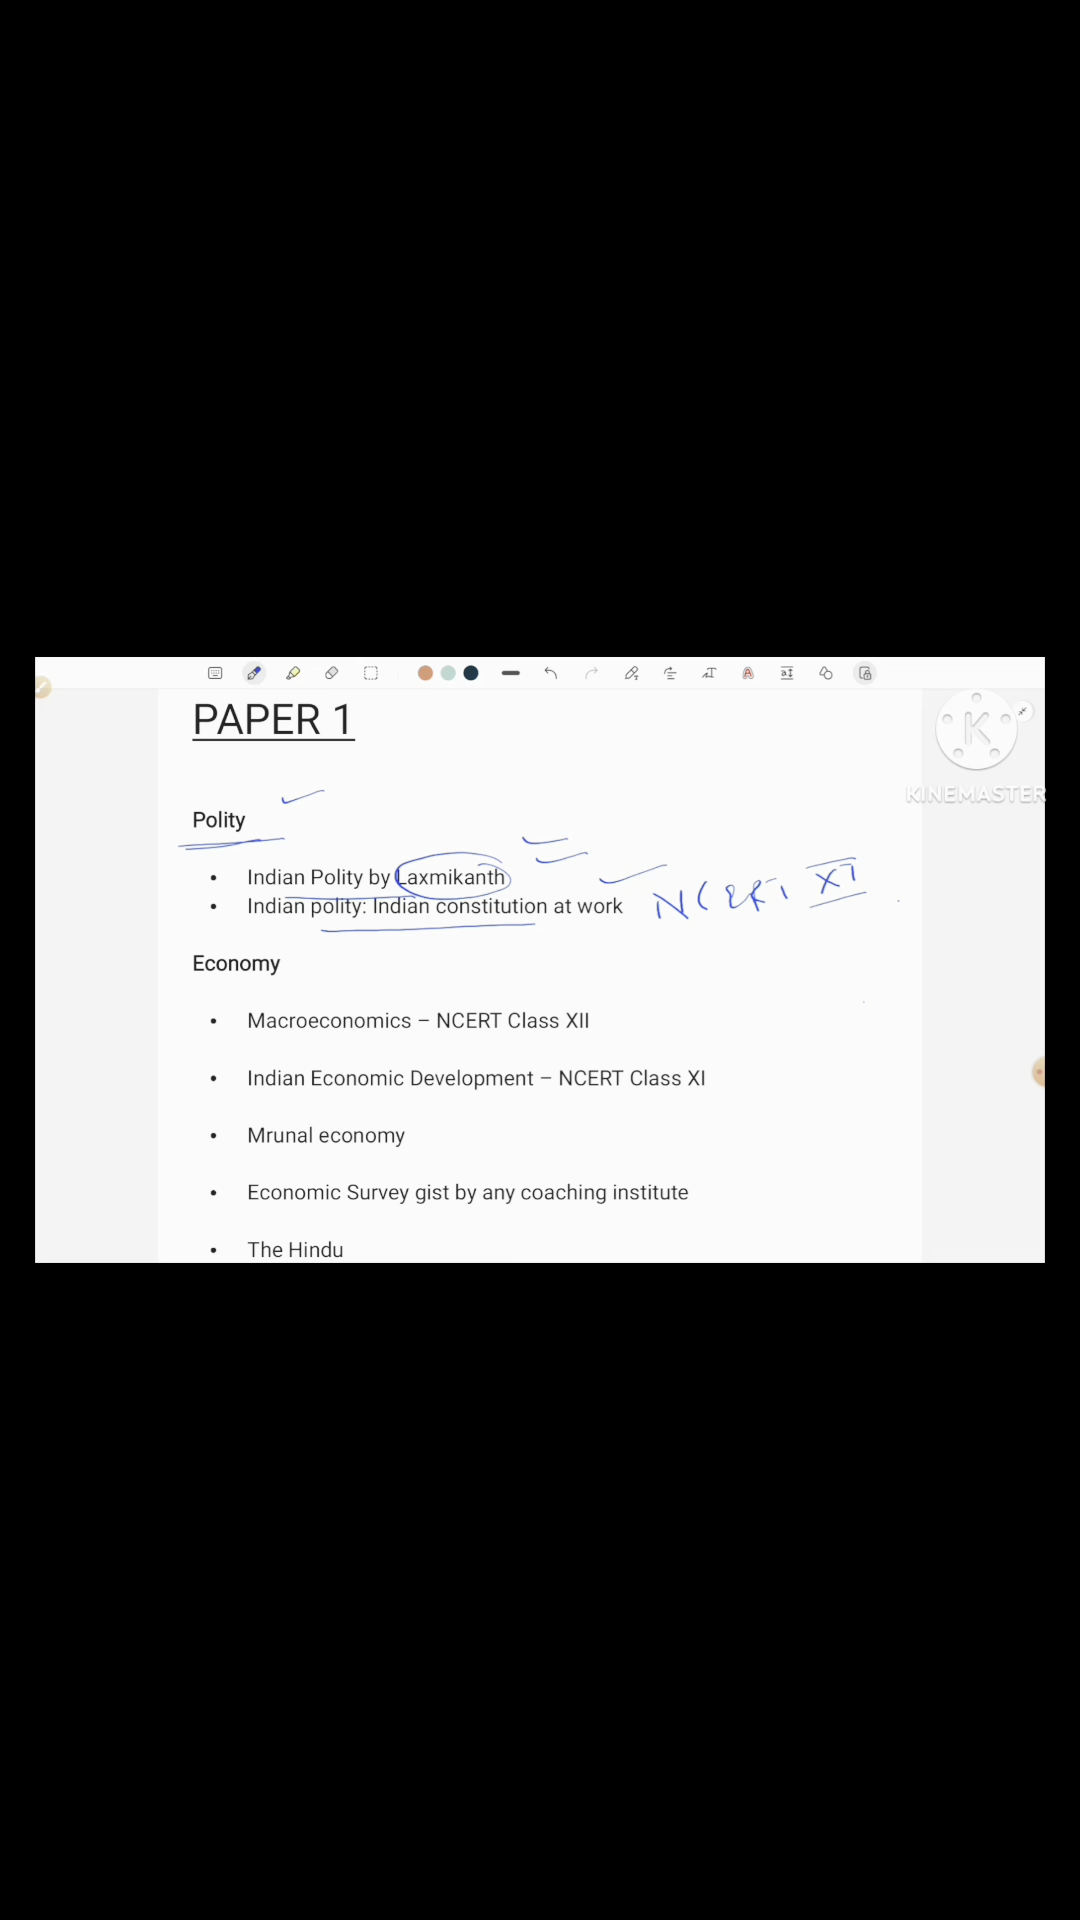 PAPER 1
KINEMASTER
Polity
• Indian Polity by Laxmikanth
• Indian polity: Indian constitution at work NCERT XI
Economy
• Macroeconomics – NCERT Class XII
• Indian Economic Development – NCERT Class XI
• Mrunal economy
• Economic Survey gist by any coaching institute
• The Hindu